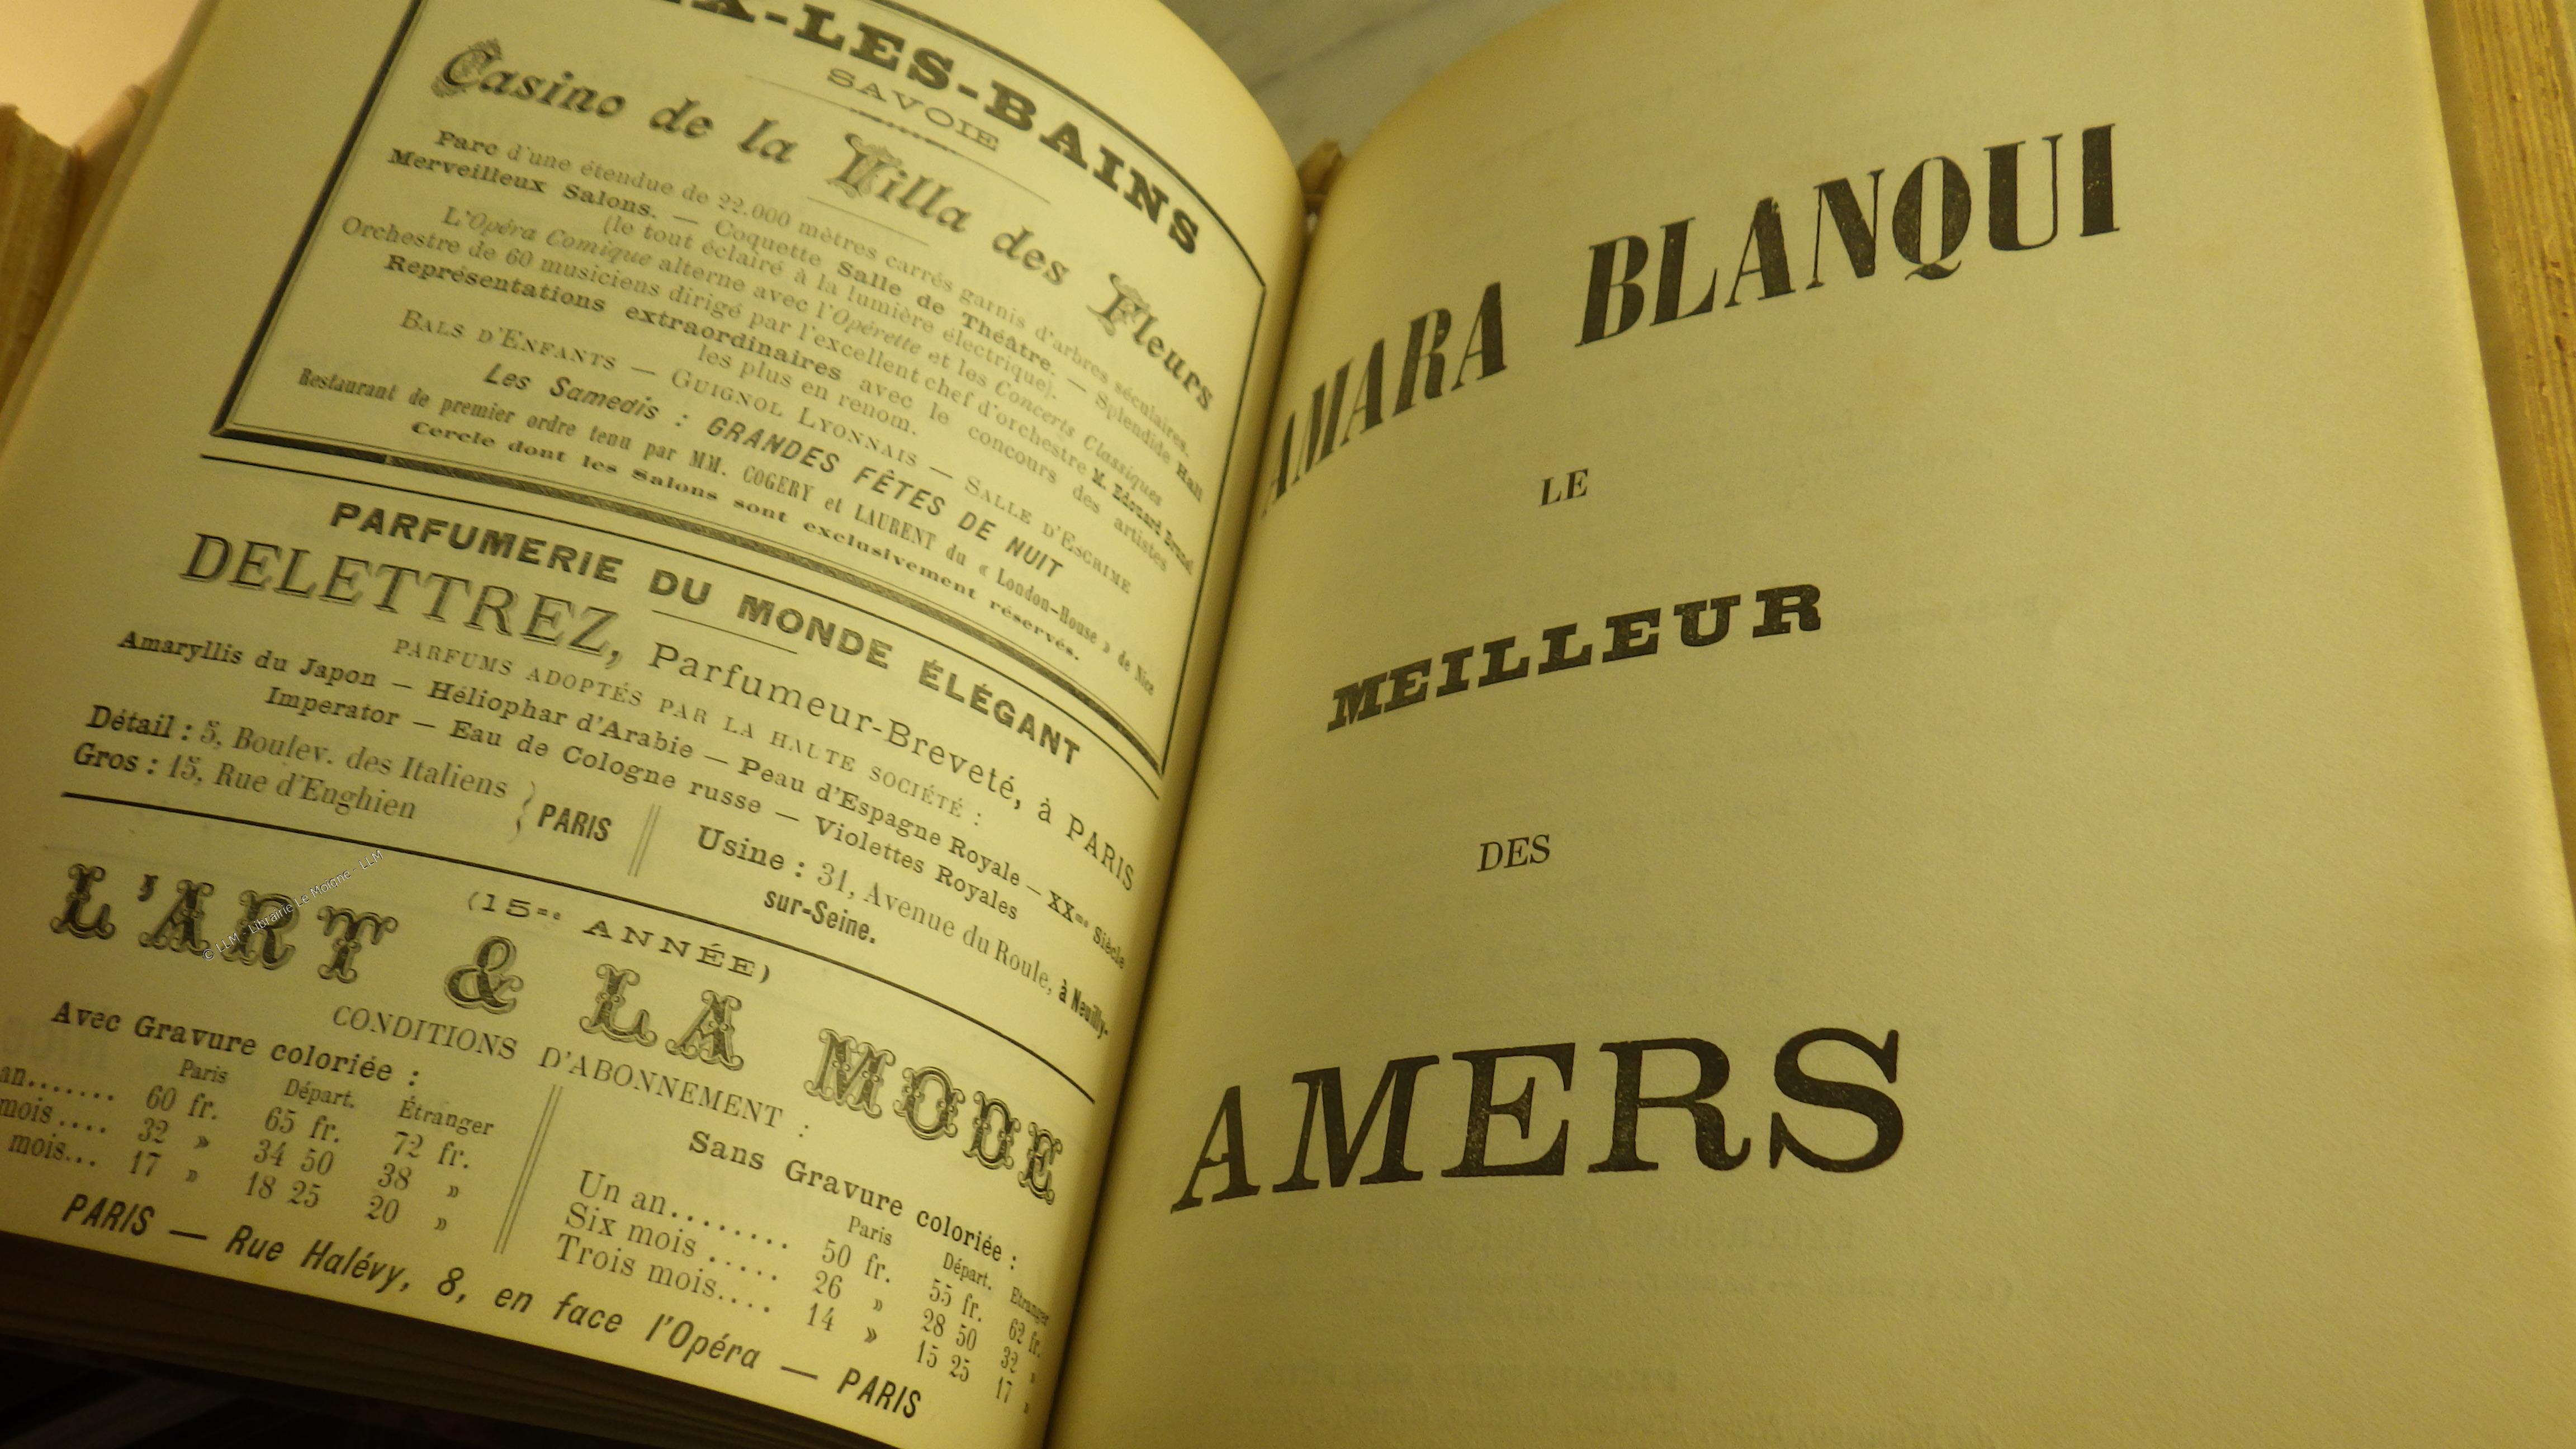 X-LES-BAINS
SAVOIE
Casino de la Villa des Fleurs
Parc d'une étendue de 22.000 mètres carrés garnis d'arbres séculaires.
Merveilleux Salons. — Coquette Salle de Théâtre. — Splendide Hall
(le tout éclairé à la lumière électrique).
L'Opéra Comique alterne avec l'Opérette et les Concerts Classiques
Orchestre de 60 musiciens dirigé par l'excellent chef d'orchestre M. Edouard Brunel
Représentations extraordinaires avec le concours des artistes
les plus en renom.
BALS D'ENFANTS — GUIGNOL LYONNAIS — SALLE D'ESCRIME
Les Samedis : GRANDES FÊTES DE NUIT
Restaurant de premier ordre tenu par MM. COGERY et LAURENT du « London-House » de Nice
Cercle dont les Salons sont exclusivement réservés.
PARFUMERIE DU MONDE ÉLÉGANT
DELETTREZ, Parfumeur-Breveté, à PARIS
PARFUMS ADOPTÉS PAR LA HAUTE SOCIÉTÉ :
Amaryllis du Japon — Héliophar d'Arabie — Peau d'Espagne Royale — XXme Siècle
Imperator — Eau de Cologne russe — Violettes Royales
Détail : 5, Boulev. des Italiens
Gros : 15, Rue d'Enghien
PARIS
Usine : 31, Avenue du Roule, à Neuilly-
sur-Seine.
(15me ANNÉE)
L'ART & LA MODE
CONDITIONS D'ABONNEMENT :
Avec Gravure coloriée :
Paris Départ. Étranger
an....... 60 fr. 65 fr. 72 fr.
mois.... 32 » 34 50 38 »
mois... 17 » 18 25 20 »
Sans Gravure coloriée :
Paris Départ. Etranger
Un an........ 50 fr. 55 fr. 62 fr.
Six mois ..... 26 » 28 50 32 »
Trois mois.... 14 » 15 25 17 »
PARIS — Rue Halévy, 8, en face l'Opéra — PARIS
© LLM - Librairie Le Moine - LLM
AMARA BLANQUI
LE
MEILLEUR
DES
AMERS